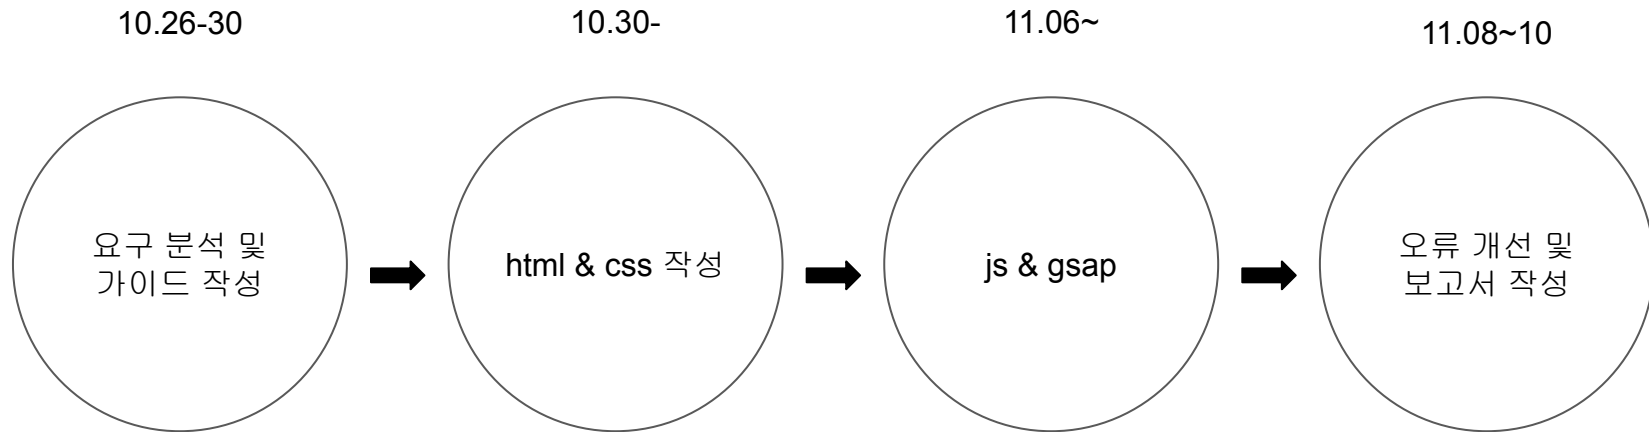 10.26-30
10.30-
11.06~
11.08~10
요구 분석 및
가이드 작성
html & css 작성
js & gsap
오류 개선 및
보고서 작성